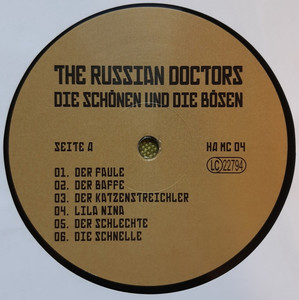 THE RUSSIAN DOCTORS
DIE SCHÖNEN UND DIE BÖSEN
SEITE A
HA MC 04
LC 22794
01. DER FAULE
02. DER BAFFE
03. DER KATZENSTREICHLER
04. LILA NINA
05. DER SCHLECHTE
06. DIE SCHNELLE